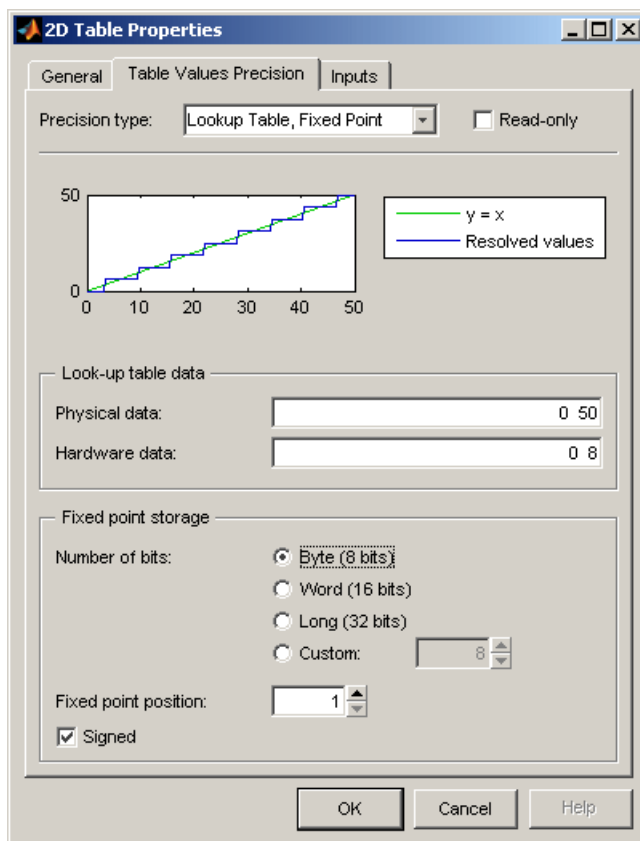 2D Table Properties
General Table Values Precision Inputs
Precision type: Lookup Table, Fixed Point Read-only
50
0
0 10 20 30 40 50
y = x
Resolved values
Look-up table data
Physical data: 0 50
Hardware data: 0 8
Fixed point storage
Number of bits: Byte (8 bits)
Word (16 bits)
Long (32 bits)
Custom: 8
Fixed point position: 1
Signed
OK Cancel Help